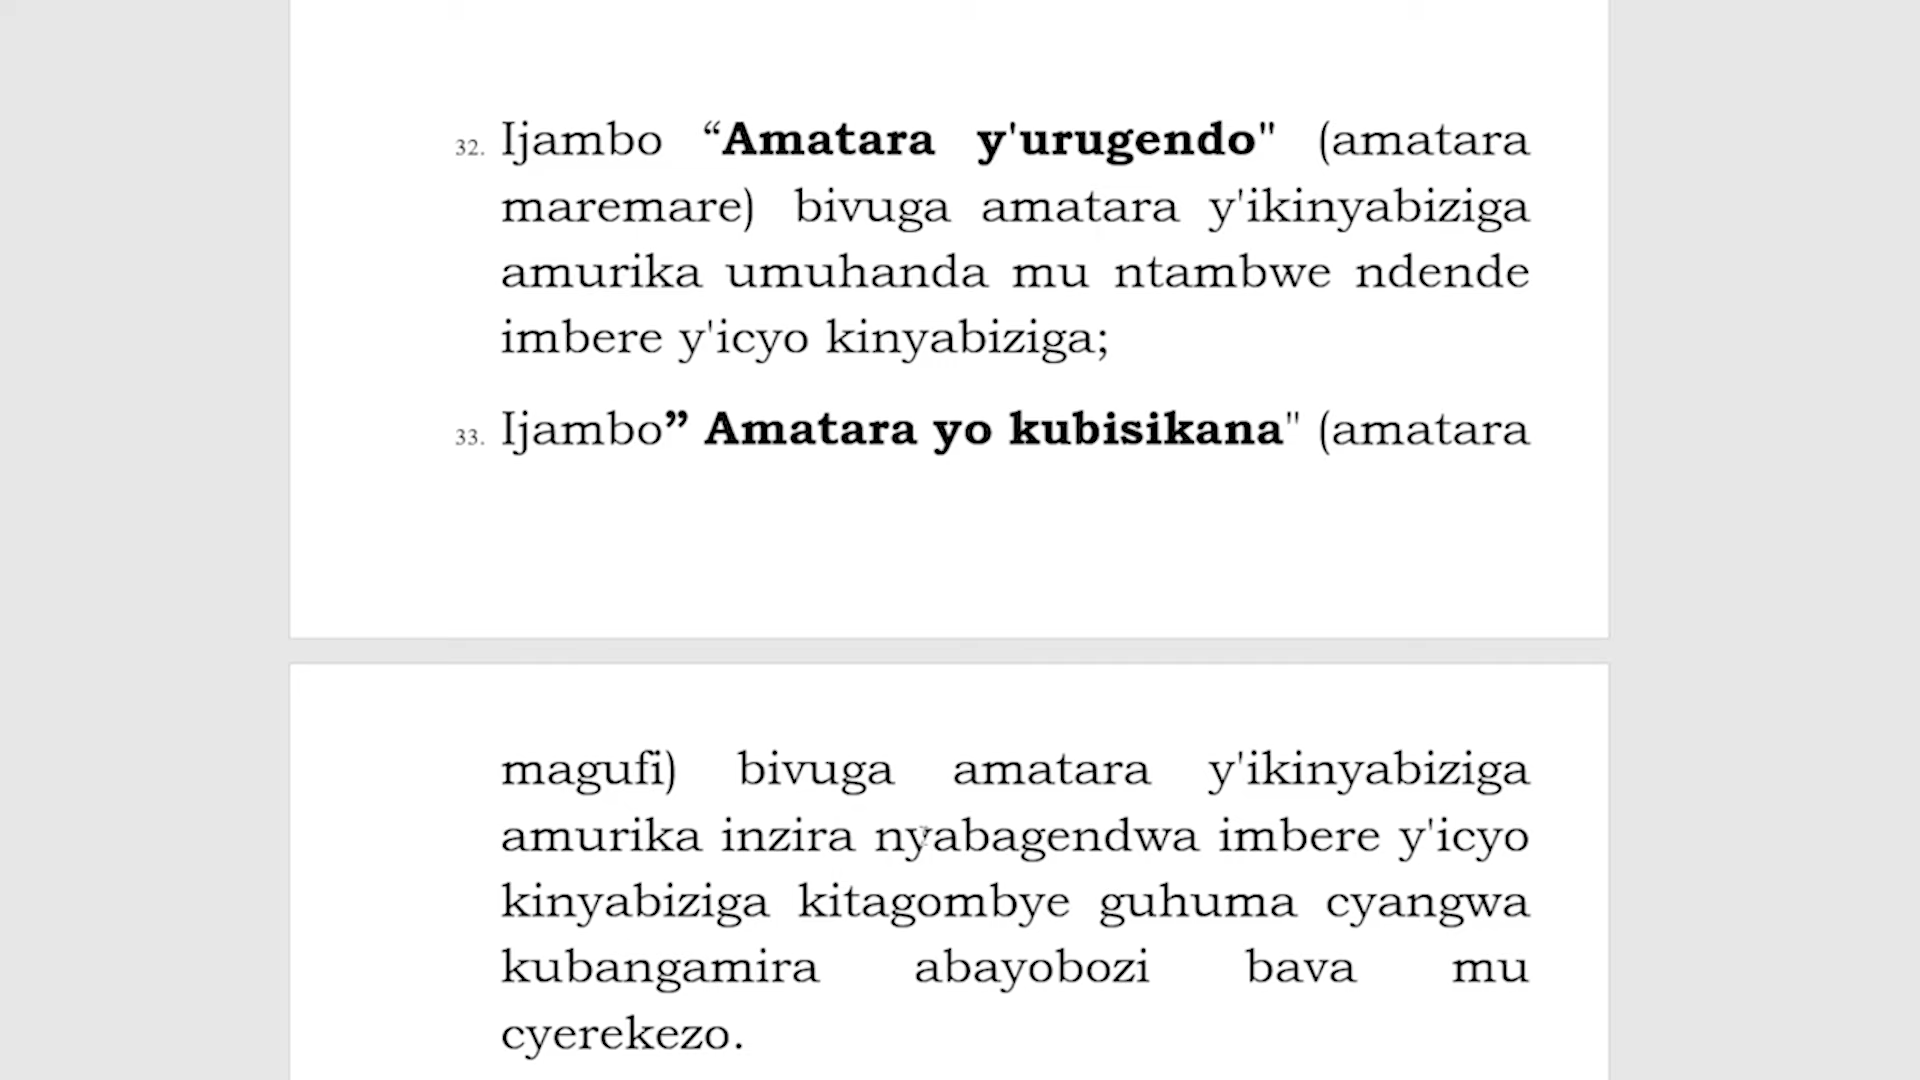 32. Ijambo “Amatara y'urugendo" (amatara
maremare) bivuga amatara y'ikinyabiziga
amurika umuhanda mu ntambwe ndende
imbere y'icyo kinyabiziga;
33. Ijambo” Amatara yo kubisikana" (amatara
magufi) bivuga amatara y'ikinyabiziga
amurika inzira nyabagendwa imbere y'icyo
kinyabiziga kitagombye guhuma cyangwa
kubangamira abayobozi bava mu
cyerekezo.